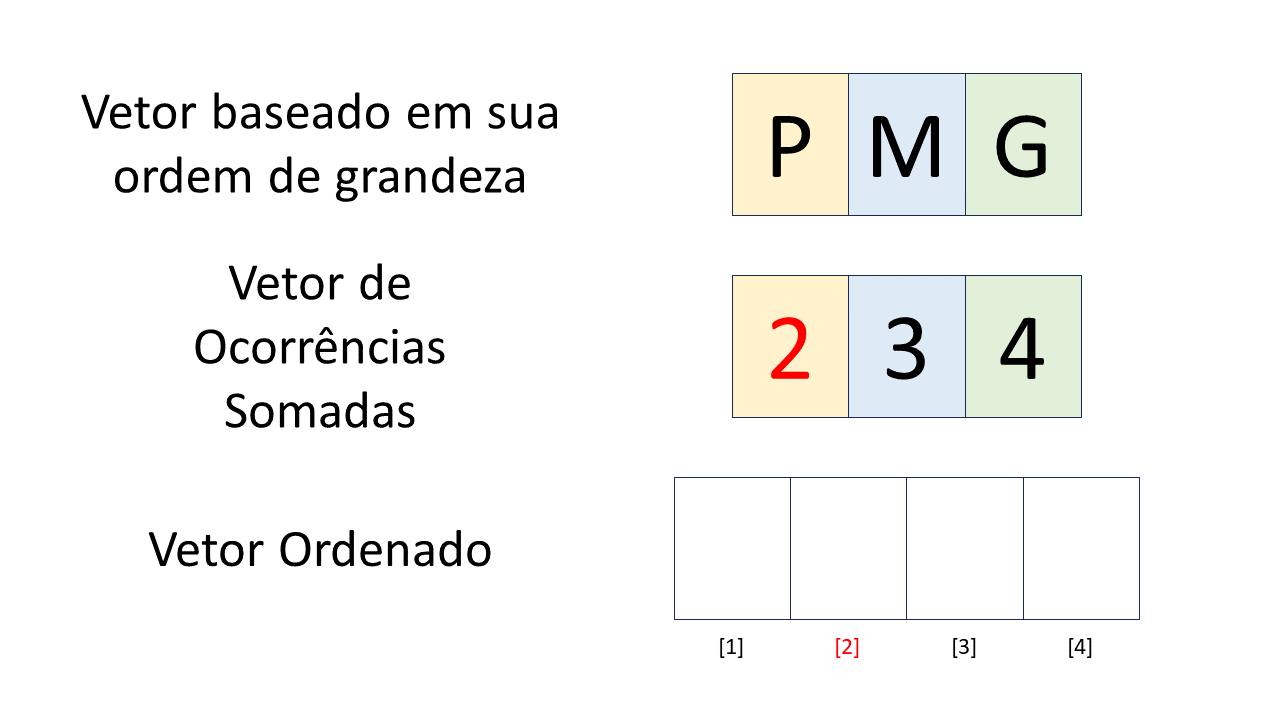 Vetor baseado em sua
ordem de grandeza
P M G
Vetor de
Ocorrências
Somadas
2 3 4
Vetor Ordenado
[1] [2] [3] [4]